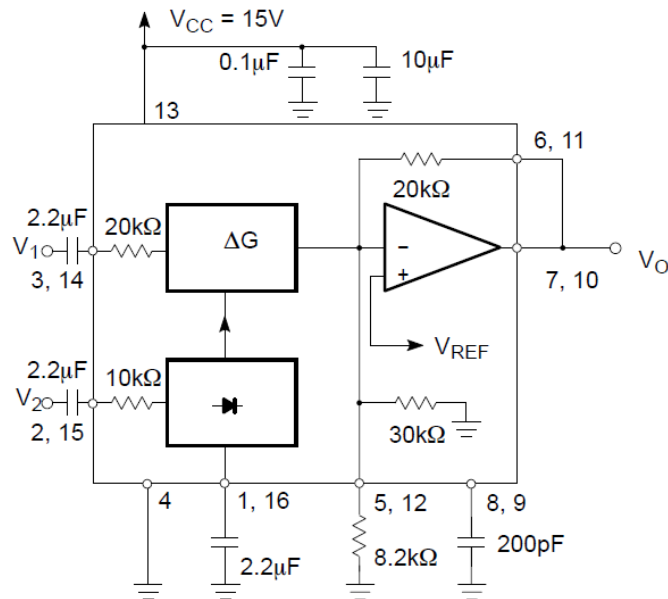 V_CC = 15V
0.1μF
10μF
13
6, 11
20kΩ
2.2μF
20kΩ
ΔG
−
+
V_1
3, 14
7, 10
V_O
V_REF
2.2μF
10kΩ
V_2
2, 15
30kΩ
4
1, 16
5, 12
8, 9
2.2μF
8.2kΩ
200pF